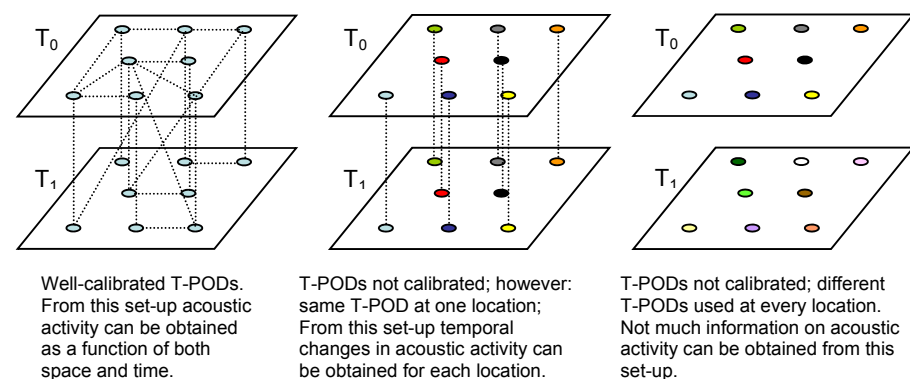 T0
T1
T0
T1
T0
T1
Well-calibrated T-PODs.
From this set-up acoustic
activity can be obtained
as a function of both
space and time.
T-PODs not calibrated; however:
same T-POD at one location;
From this set-up temporal
changes in acoustic activity can
be obtained for each location.
T-PODs not calibrated; different
T-PODs used at every location.
Not much information on acoustic
activity can be obtained from this
set-up.